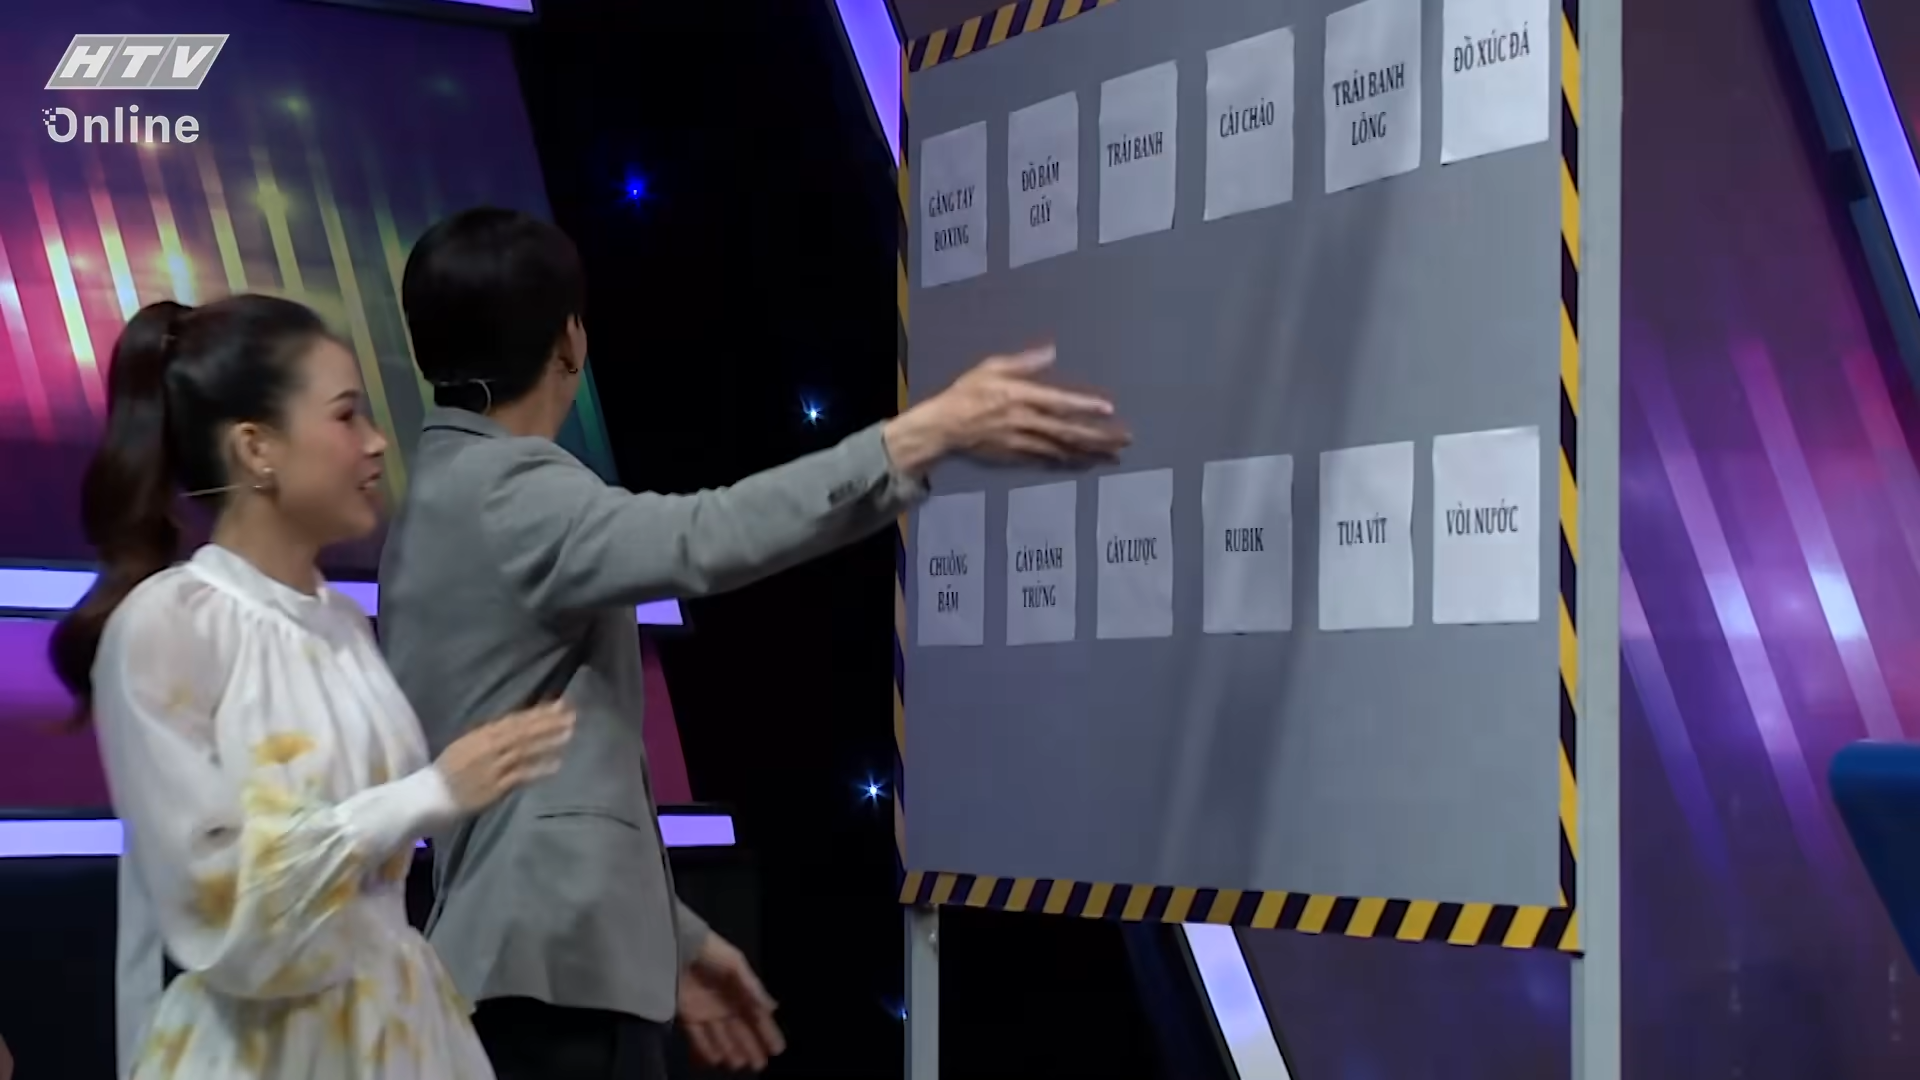 HTV
Online
GĂNG TAY
BOXING
ĐỒ BẤM
GIẤY
TRÁI BANH
CÁI CHẢO
TRÁI BANH
LÔNG
ĐỒ XÚC ĐÁ
CHUÔNG
BẤM
CÂY ĐÁNH
TRỨNG
CÂY LƯỢC
RUBIK
TUA VÍT
VÒI NƯỚC